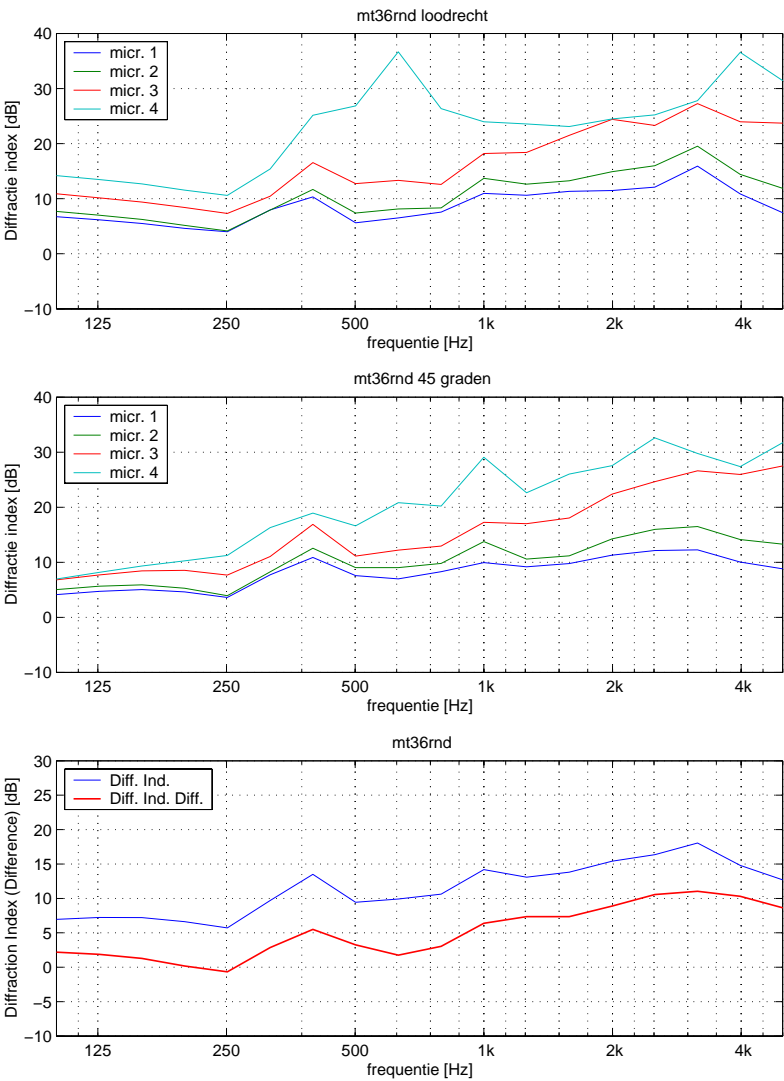 mt36rnd loodrecht
40
30
20
10
0
−10
Diffractie index [dB]
micr. 1
micr. 2
micr. 3
micr. 4
125 250 500 1k 2k 4k
frequentie [Hz]
mt36rnd 45 graden
40
30
20
10
0
−10
Diffractie index [dB]
micr. 1
micr. 2
micr. 3
micr. 4
125 250 500 1k 2k 4k
frequentie [Hz]
mt36rnd
30
25
20
15
10
5
0
−5
−10
Diffraction Index (Difference) [dB]
Diff. Ind.
Diff. Ind. Diff.
125 250 500 1k 2k 4k
frequentie [Hz]